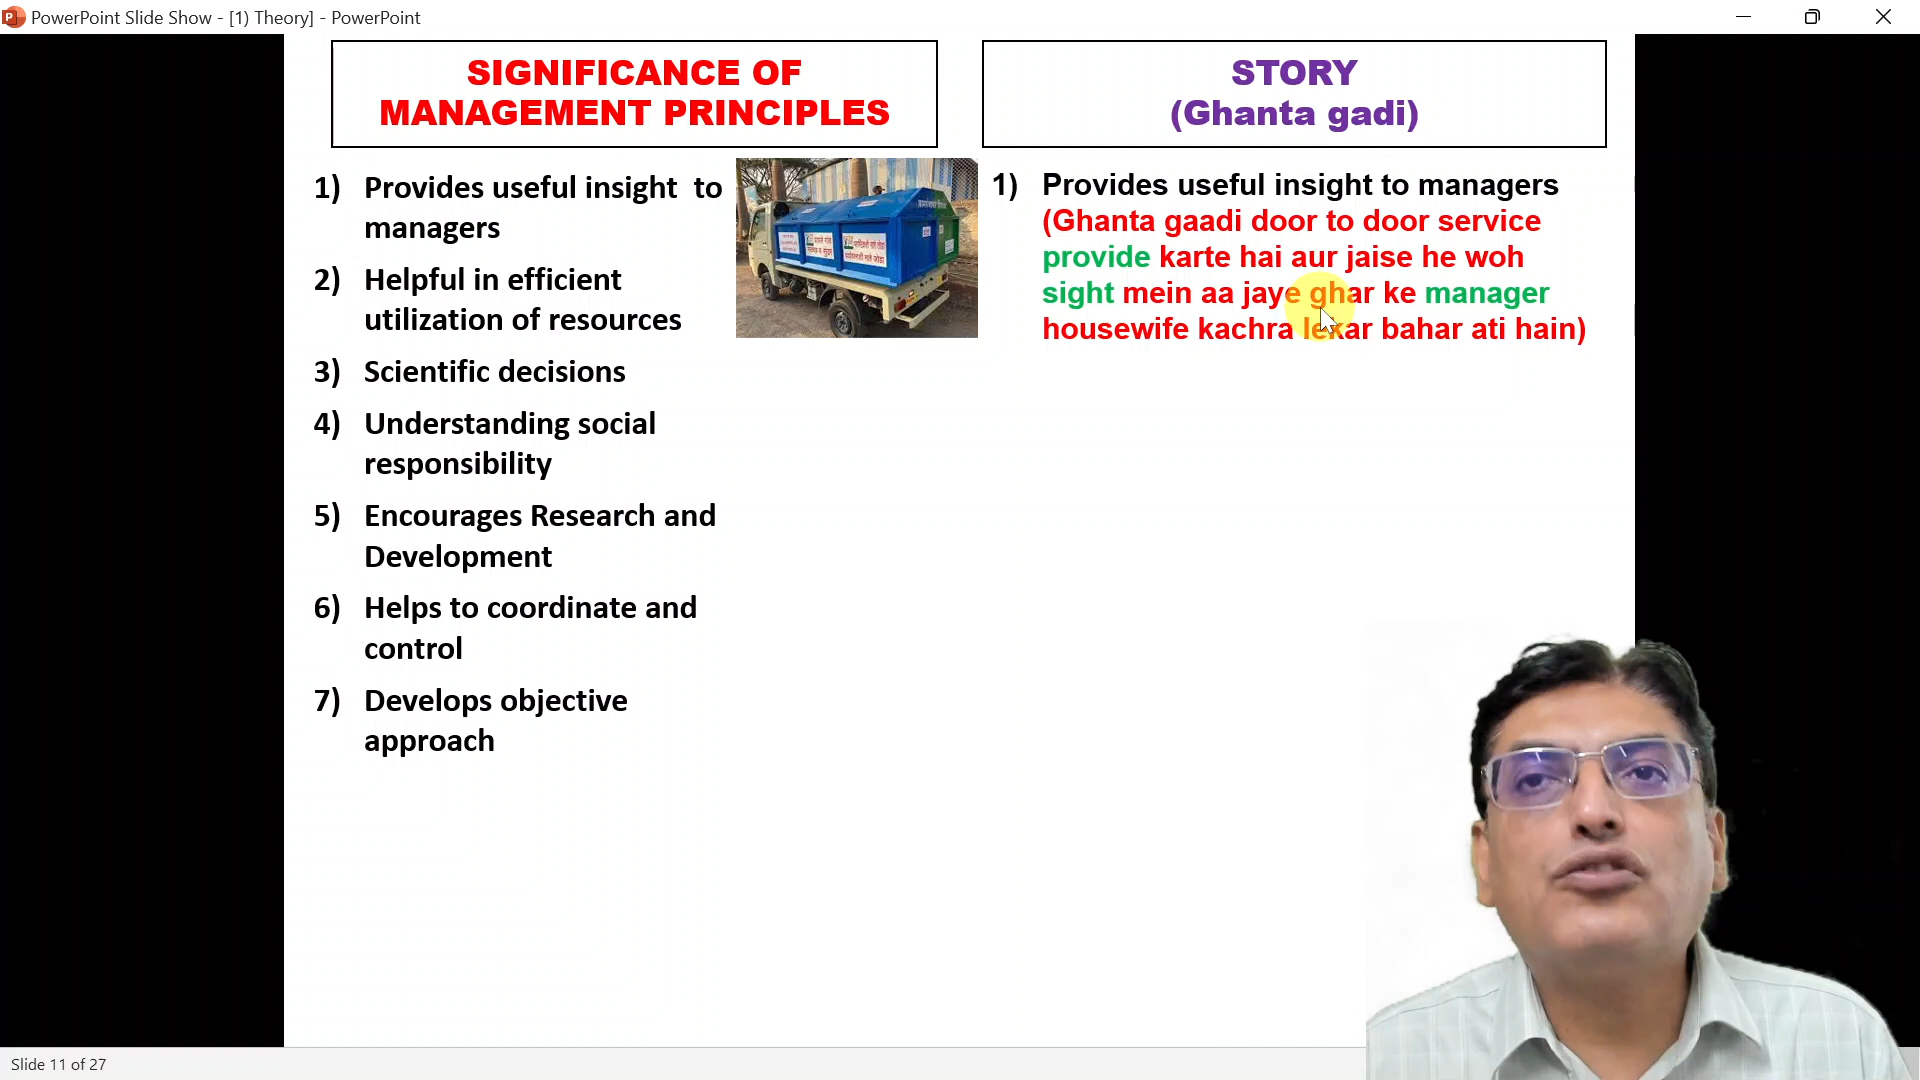 PowerPoint Slide Show - [1) Theory] - PowerPoint
SIGNIFICANCE OF
MANAGEMENT PRINCIPLES
1) Provides useful insight to
managers
2) Helpful in efficient
utilization of resources
3) Scientific decisions
4) Understanding social
responsibility
5) Encourages Research and
Development
6) Helps to coordinate and
control
7) Develops objective
approach
STORY
(Ghanta gadi)
1) Provides useful insight to managers
(Ghanta gaadi door to door service
provide karte hai aur jaise he woh
sight mein aa jaye ghar ke manager
housewife kachra lekar bahar ati hain)
Slide 11 of 27